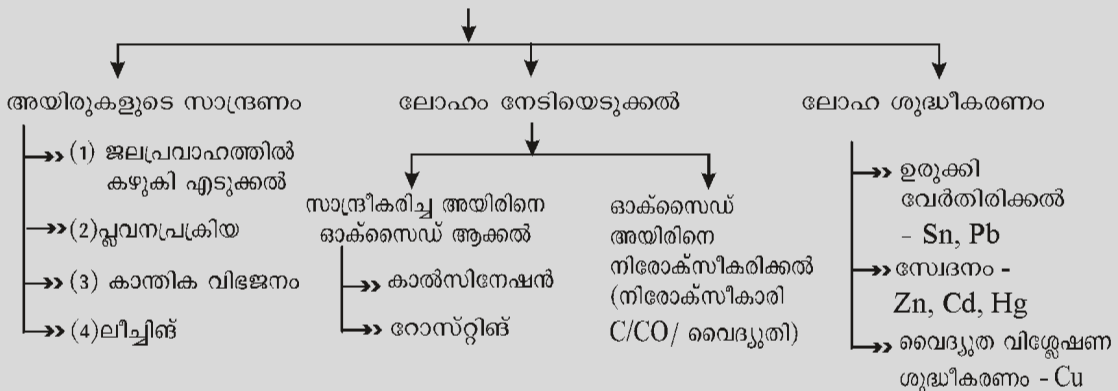 അയിരുകളുടെ സാന്ദ്രണം
(1) ജലപ്രവാഹത്തിൽ
കഴുകി എടുക്കൽ
(2)പ്ലവനപ്രക്രിയ
(3) കാന്തിക വിഭജനം
(4)ലീച്ചിങ്
ലോഹം നേടിയെടുക്കൽ
സാന്ദ്രീകരിച്ച അയിരിനെ
ഓക്സൈഡ് ആക്കൽ
കാൽസിനേഷൻ
റോസ്റ്റിങ്
ഓക്സൈഡ്
അയിരിനെ
നിരോക്സീകരിക്കൽ
(നിരോക്സീകാരി
C/CO/ വൈദ്യുതി)
ലോഹ ശുദ്ധീകരണം
ഉരുക്കി
വേർതിരിക്കൽ
- Sn, Pb
സ്വേദനം -
Zn, Cd, Hg
വൈദ്യുത വിശ്ലേഷണ
ശുദ്ധീകരണം - Cu